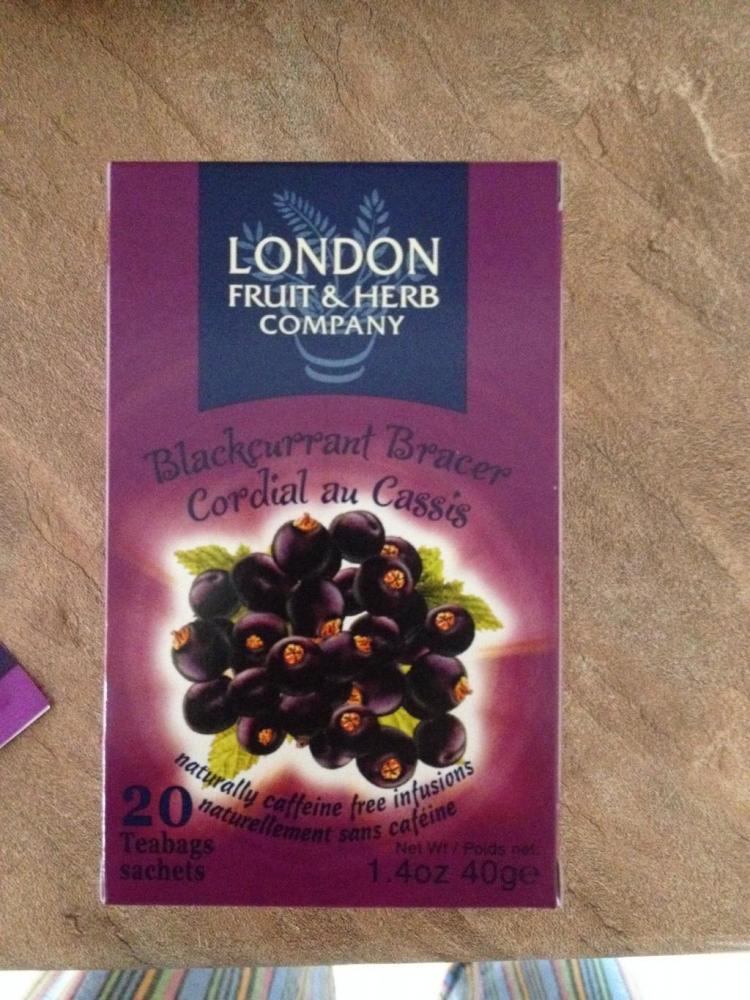 LONDON
FRUIT & HERB
COMPANY
Blackcurrant Bracer
Cordial au Cassis
naturally caffeine free infusions
naturellement sans caféine
20
Teabags
sachets
Net Wt / Poids net:
1.4oz 40g℮